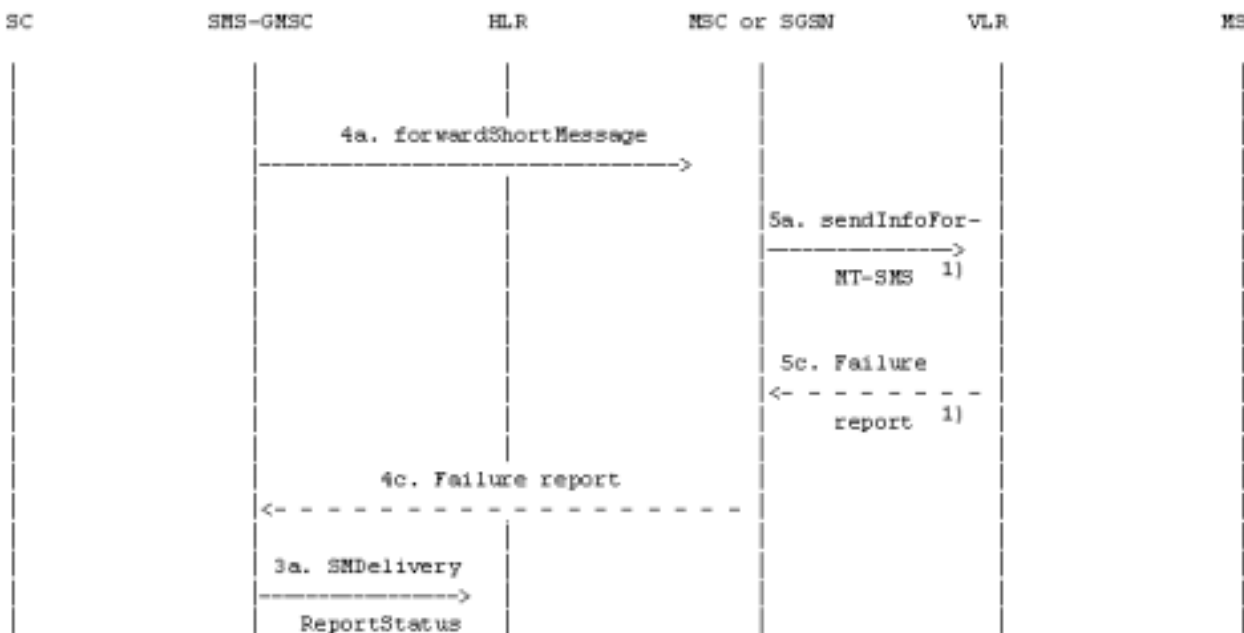 SC SMS-GMSC HLR MSC or SGSN VLR MS
4a. forwardShortMessage
5a. sendInfoFor-
MT-SMS 1)
5c. Failure
report 1)
4c. Failure report
3a. SMDelivery
ReportStatus